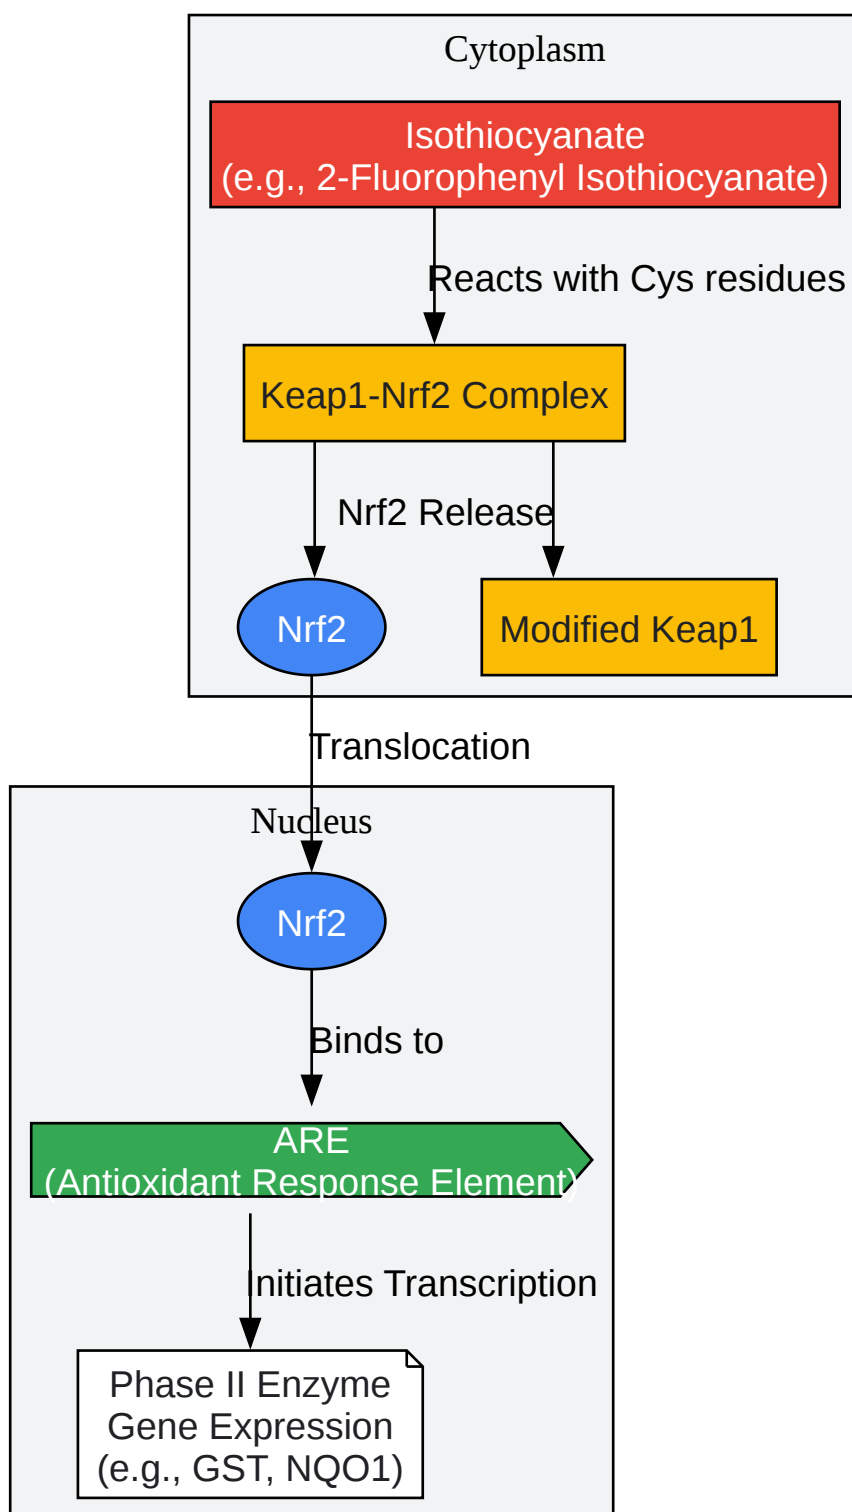 Cytoplasm
Isothiocyanate
(e.g., 2-Fluorophenyl Isothiocyanate)
Reacts with Cys residues
Keap1-Nrf2 Complex
Nrf2 Release
Nrf2
Modified Keap1
Translocation
Nucleus
Nrf2
Binds to
ARE
(Antioxidant Response Element)
Initiates Transcription
Phase II Enzyme
Gene Expression
(e.g., GST, NQO1)